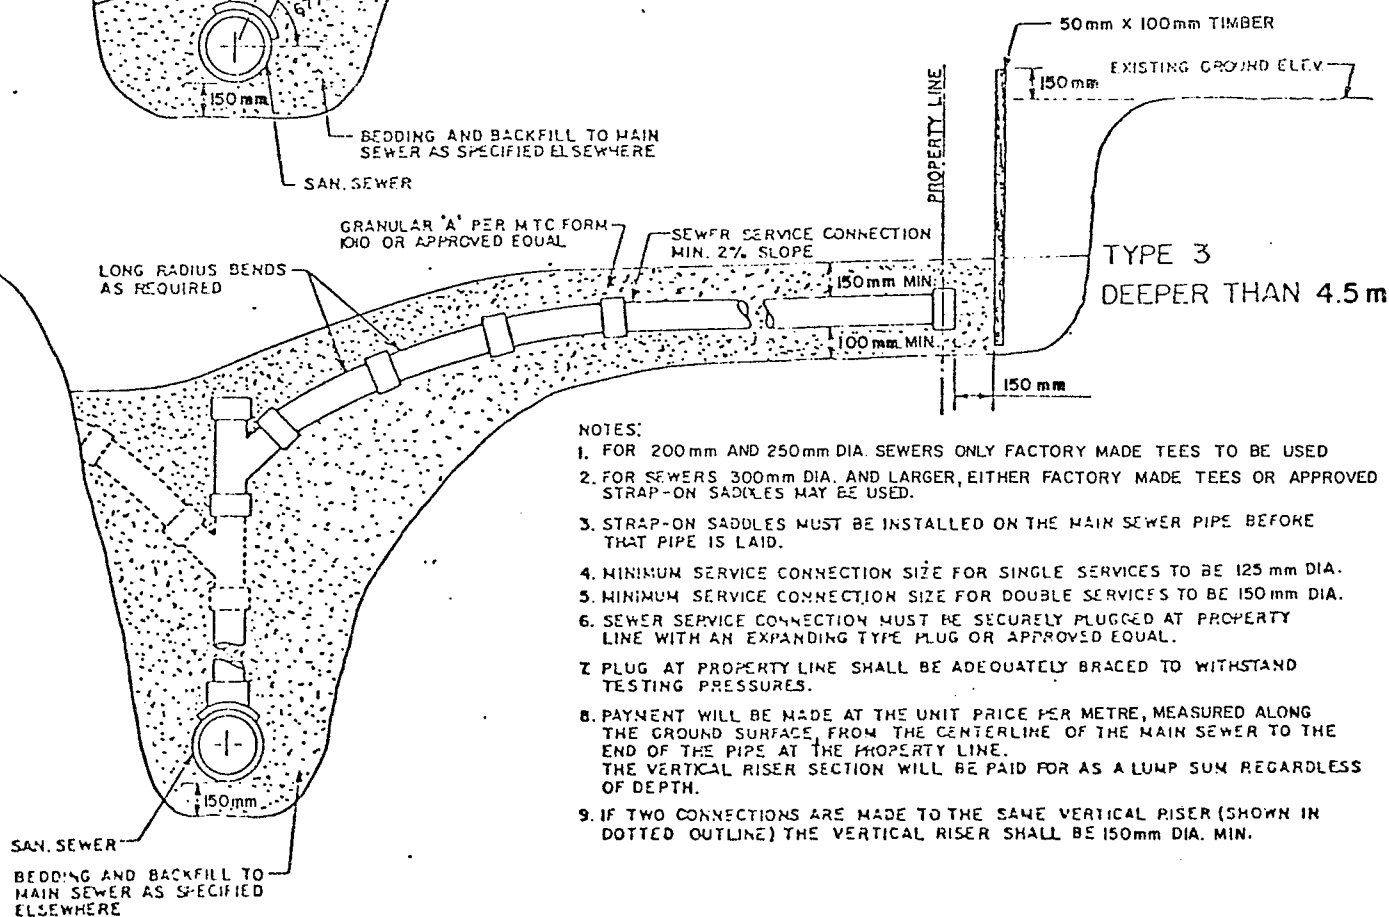 67
150mm
BEDDING AND BACKFILL TO MAIN
SEWER AS SPECIFIED ELSEWHERE
SAN. SEWER
50mm X 100mm TIMBER
EXISTING GROUND ELEV.
150mm
PROPERTY LINE
GRANULAR 'A' PER MTC FORM
1010 OR APPROVED EQUAL
SEWER SERVICE CONNECTION
MIN. 2% SLOPE
LONG RADIUS BENDS
AS REQUIRED
150mm MIN.
100mm MIN.
TYPE 3
DEEPER THAN 4.5m
150 mm
NOTES:
1. FOR 200mm AND 250mm DIA. SEWERS ONLY FACTORY MADE TEES TO BE USED
2. FOR SEWERS 300mm DIA. AND LARGER, EITHER FACTORY MADE TEES OR APPROVED
STRAP-ON SADDLES MAY BE USED.
3. STRAP-ON SADDLES MUST BE INSTALLED ON THE MAIN SEWER PIPE BEFORE
THAT PIPE IS LAID.
4. MINIMUM SERVICE CONNECTION SIZE FOR SINGLE SERVICES TO BE 125 mm DIA.
5. MINIMUM SERVICE CONNECTION SIZE FOR DOUBLE SERVICES TO BE 150mm DIA.
6. SEWER SERVICE CONNECTION MUST BE SECURELY PLUGGED AT PROPERTY
LINE WITH AN EXPANDING TYPE PLUG OR APPROVED EQUAL.
7. PLUG AT PROPERTY LINE SHALL BE ADEQUATELY BRACED TO WITHSTAND
TESTING PRESSURES.
8. PAYMENT WILL BE MADE AT THE UNIT PRICE PER METRE, MEASURED ALONG
THE GROUND SURFACE, FROM THE CENTERLINE OF THE MAIN SEWER TO THE
END OF THE PIPE AT THE PROPERTY LINE.
THE VERTICAL RISER SECTION WILL BE PAID FOR AS A LUMP SUM REGARDLESS
OF DEPTH.
9. IF TWO CONNECTIONS ARE MADE TO THE SAME VERTICAL RISER (SHOWN IN
DOTTED OUTLINE) THE VERTICAL RISER SHALL BE 150mm DIA. MIN.
150mm
SAN. SEWER
BEDDING AND BACKFILL TO
MAIN SEWER AS SPECIFIED
ELSEWHERE